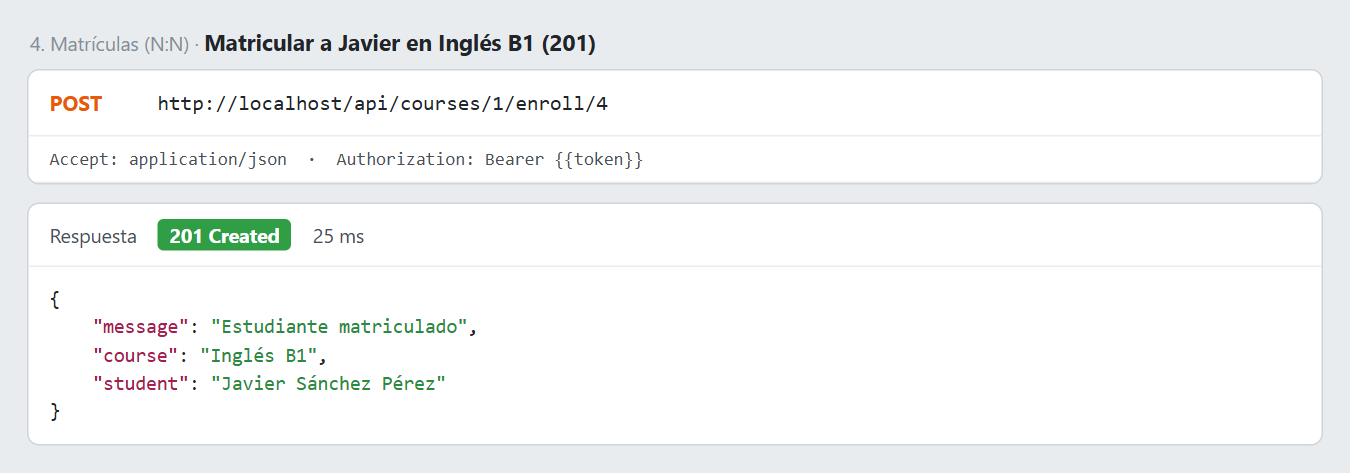 4. Matrículas (N:N) · Matricular a Javier en Inglés B1 (201)
POST http://localhost/api/courses/1/enroll/4
Accept: application/json · Authorization: Bearer {{token}}
Respuesta 201 Created 25 ms
{
    "message": "Estudiante matriculado",
    "course": "Inglés B1",
    "student": "Javier Sánchez Pérez"
}